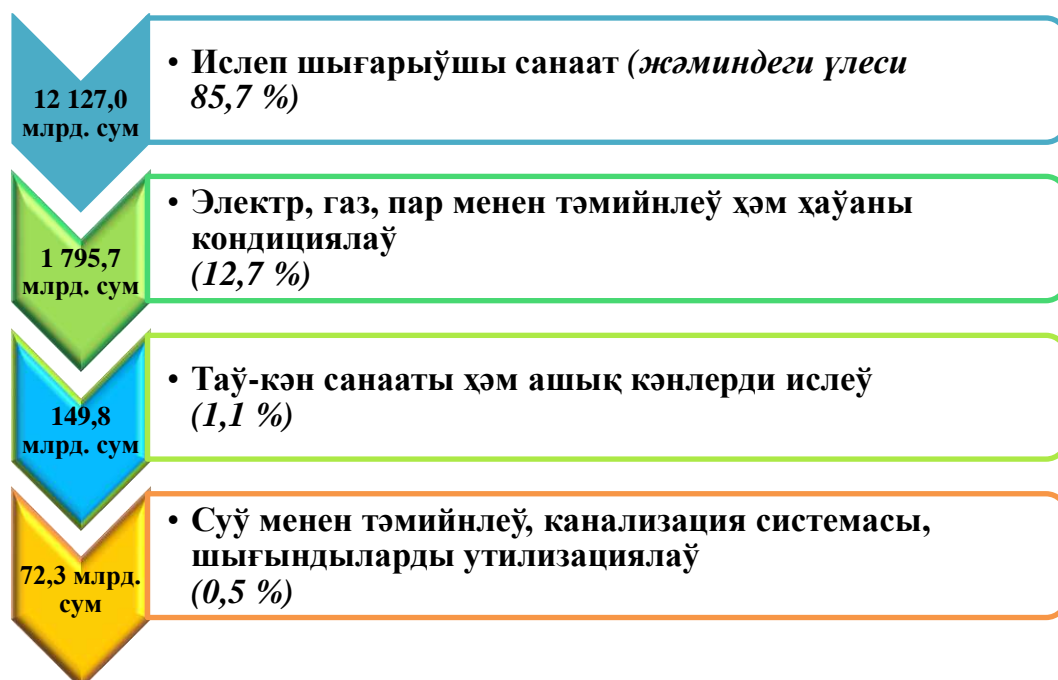 12 127,0
млрд. сум
• Ислеп шығарыўшы санаат (жәминдеги үлеси
85,7 %)
1 795,7
млрд. сум
• Электр, газ, пар менен тәмийнлеў ҳәм ҳаўаны
кондициялаў
(12,7 %)
149,8
млрд. сум
• Таў-кән санааты ҳәм ашық кәнлерди ислеў
(1,1 %)
72,3 млрд.
сум
• Суў менен тәмийнлеў, канализация системасы,
шығындыларды утилизациялаў
(0,5 %)